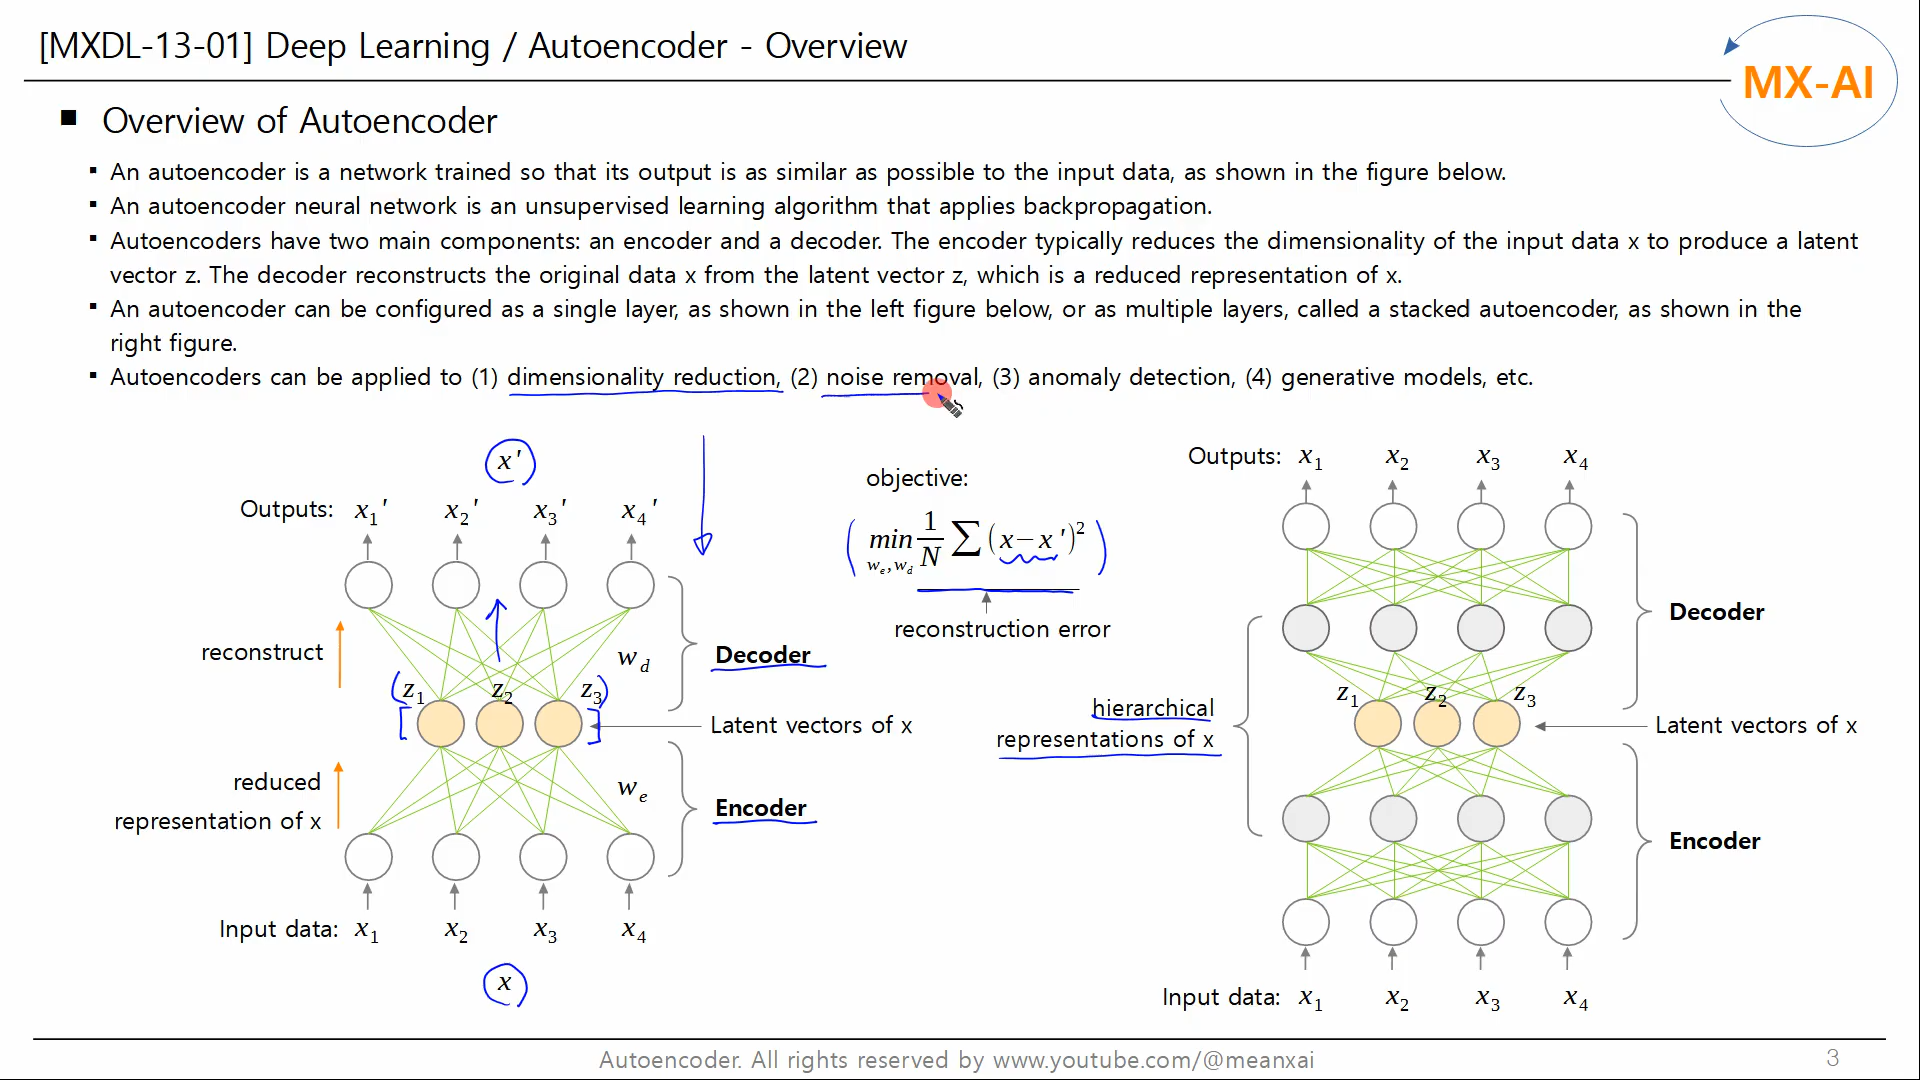 [MXDL-13-01] Deep Learning / Autoencoder - Overview
MX-AI
■ Overview of Autoencoder
▪ An autoencoder is a network trained so that its output is as similar as possible to the input data, as shown in the figure below.
▪ An autoencoder neural network is an unsupervised learning algorithm that applies backpropagation.
▪ Autoencoders have two main components: an encoder and a decoder. The encoder typically reduces the dimensionality of the input data x to produce a latent
vector z. The decoder reconstructs the original data x from the latent vector z, which is a reduced representation of x.
▪ An autoencoder can be configured as a single layer, as shown in the left figure below, or as multiple layers, called a stacked autoencoder, as shown in the
right figure.
▪ Autoencoders can be applied to (1) dimensionality reduction, (2) noise removal, (3) anomaly detection, (4) generative models, etc.
x'
Outputs: x₁' x₂' x₃' x₄'
reconstruct
w_d
Decoder
z₁ z₂ z₃
Latent vectors of x
reduced
representation of x
w_e
Encoder
Input data: x₁ x₂ x₃ x₄
x
objective:
min 1/N ∑ (x−x')²
w_e, w_d
reconstruction error
Outputs: x₁ x₂ x₃ x₄
Decoder
hierarchical
representations of x
z₁ z₂ z₃
Latent vectors of x
Encoder
Input data: x₁ x₂ x₃ x₄
Autoencoder. All rights reserved by www.youtube.com/@meanxai
3